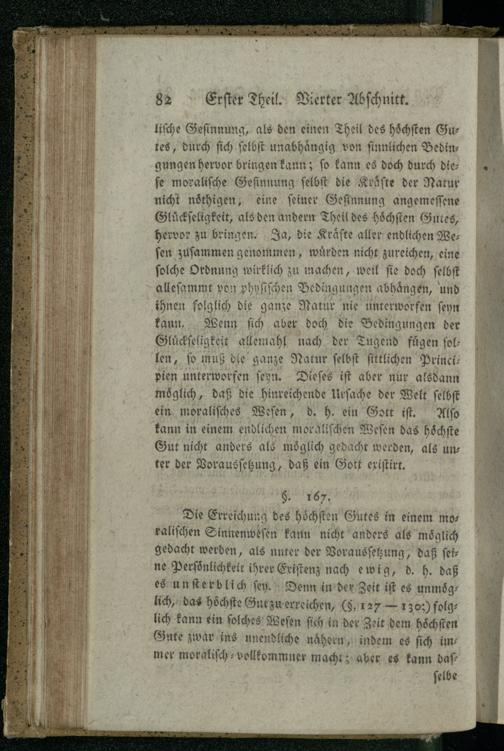 82 Erster Theil. Vierter Abschnitt.
lische Gesinnung, als den einen Theil des höchsten Gu-
tes, durch sich selbst unabhängig von sinnlichen Bedin-
gungen hervor bringen kann; so kann es doch durch die-
se moralische Gesinnung selbst die Kräfte der Natur
nicht nöthigen, eine seiner Gesinnung angemessene
Glückseligkeit, als den andern Theil des höchsten Gutes,
hervor zu bringen. Ja, die Kräfte aller endlichen We-
sen zusammen genommen, würden nicht zureichen, eine
solche Ordnung wirklich zu machen, weil sie doch selbst
allesammt von physischen Bedingungen abhängen, und
ihnen folglich die ganze Natur nie unterworfen seyn
kann. Wenn sich aber doch die Bedingungen der
Glückseligkeit allemahl nach der Tugend fügen sol-
len, so muß die ganze Natur selbst sittlichen Princi-
pien unterworfen seyn. Dieses ist aber nur alsdann
möglich, daß die hinreichende Ursache der Welt selbst
ein moralisches Wesen, d. h. ein Gott ist. Also
kann in einem endlichen moralischen Wesen das höchste
Gut nicht anders als möglich gedacht werden, als un-
ter der Voraussetzung, daß ein Gott existirt.
§. 167.
Die Erreichung des höchsten Gutes in einem mo-
ralischen Sinnenwesen kann nicht anders als möglich
gedacht werden, als unter der Voraussetzung, daß sei-
ne Persönlichkeit ihrer Existenz nach ewig, d. h. daß
es unsterblich sey. Denn in der Zeit ist es unmög-
lich, das höchste Gut zu erreichen, (§. 127 — 130.) folg-
lich kann ein solches Wesen sich in der Zeit dem höchsten
Gute zwar ins unendliche nähern, indem es sich im-
mer moralisch-vollkommner macht; aber es kann das-
selbe